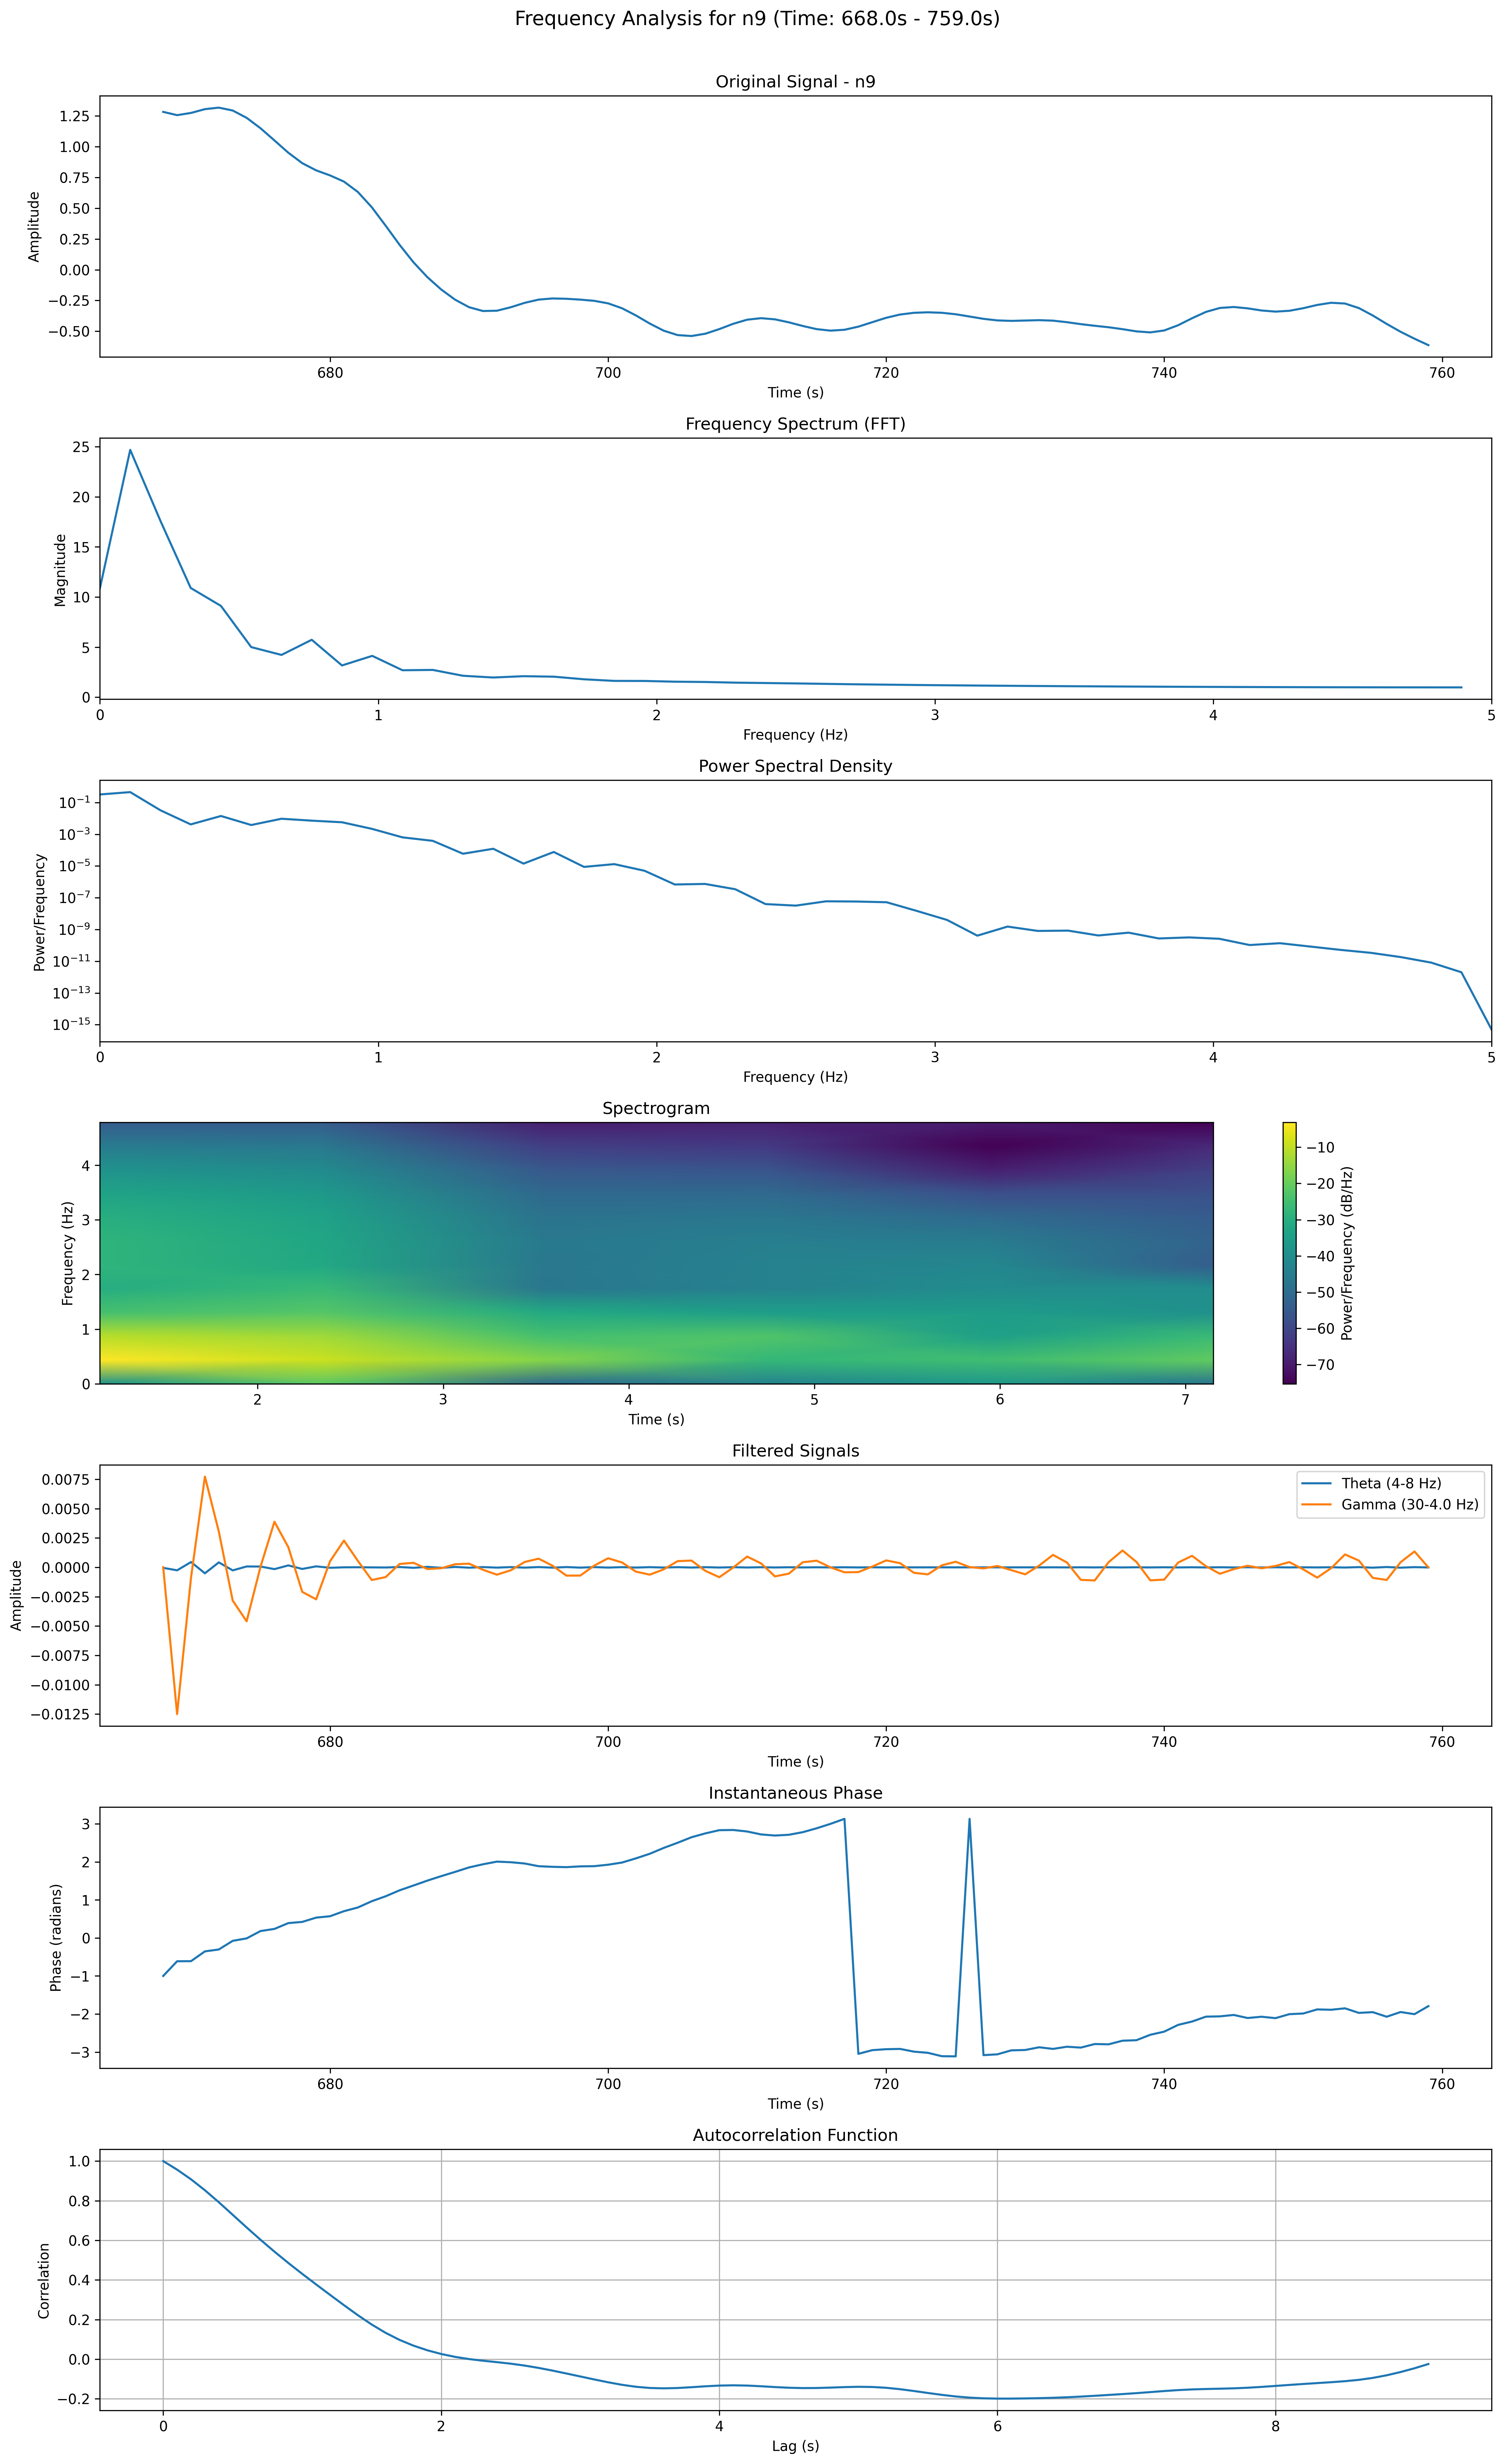 Frequency Analysis for n9 (Time: 668.0s - 759.0s)
Original Signal - n9
Amplitude
1.25
1.00
0.75
0.50
0.25
0.00
−0.25
−0.50
680 700 720 740 760
Time (s)
Frequency Spectrum (FFT)
Magnitude
25
20
15
10
5
0
0 1 2 3 4 5
Frequency (Hz)
Power Spectral Density
Power/Frequency
10⁻¹
10⁻³
10⁻⁵
10⁻⁷
10⁻⁹
10⁻¹¹
10⁻¹³
10⁻¹⁵
0 1 2 3 4 5
Frequency (Hz)
Spectrogram
Frequency (Hz)
4
3
2
1
0
2 3 4 5 6 7
Time (s)
−10
−20
−30
−40
−50
−60
−70
Power/Frequency (dB/Hz)
Filtered Signals
Theta (4-8 Hz)
Gamma (30-4.0 Hz)
Amplitude
0.0075
0.0050
0.0025
0.0000
−0.0025
−0.0050
−0.0075
−0.0100
−0.0125
680 700 720 740 760
Time (s)
Instantaneous Phase
Phase (radians)
3
2
1
0
−1
−2
−3
680 700 720 740 760
Time (s)
Autocorrelation Function
Correlation
1.0
0.8
0.6
0.4
0.2
0.0
−0.2
0 2 4 6 8
Lag (s)